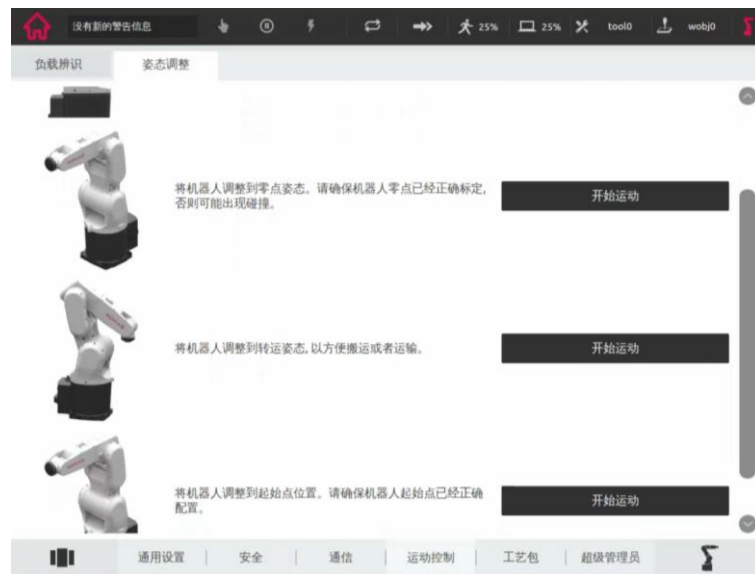 没有新的警告信息
25%
25%
tool0
wobj0
负载辨识
姿态调整
将机器人调整到零点姿态。请确保机器人零点已经正确标定，
否则可能出现碰撞。
开始运动
将机器人调整到转运姿态, 以方便搬运或者运输。
开始运动
将机器人调整到起始点位置。请确保机器人起始点已经正确
配置。
开始运动
通用设置
安全
通信
运动控制
工艺包
超级管理员